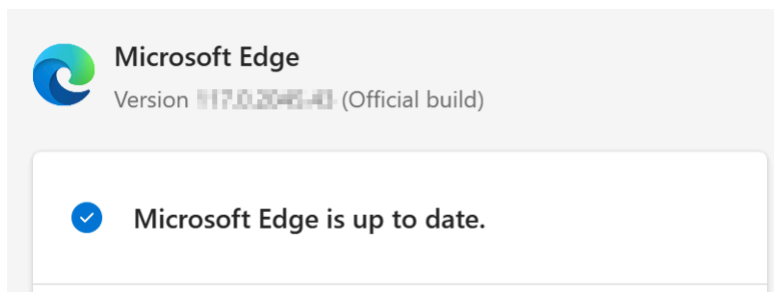 Microsoft Edge
Version (Official build)
Microsoft Edge is up to date.